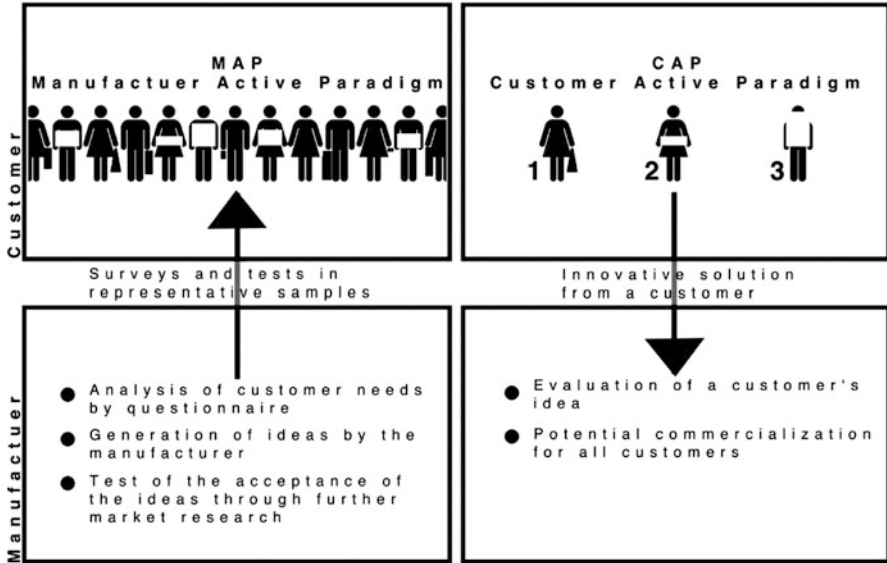 MAP
Manufactuer Active Paradigm
Customer
Surveys and tests in
representative samples
Manufactuer
● Analysis of customer needs
by questionnaire
● Generation of ideas by the
manufacturer
● Test of the acceptance of
the ideas through further
market research
CAP
Customer Active Paradigm
1 2 3
Innovative solution
from a customer
● Evaluation of a customer's
idea
● Potential commercialization
for all customers